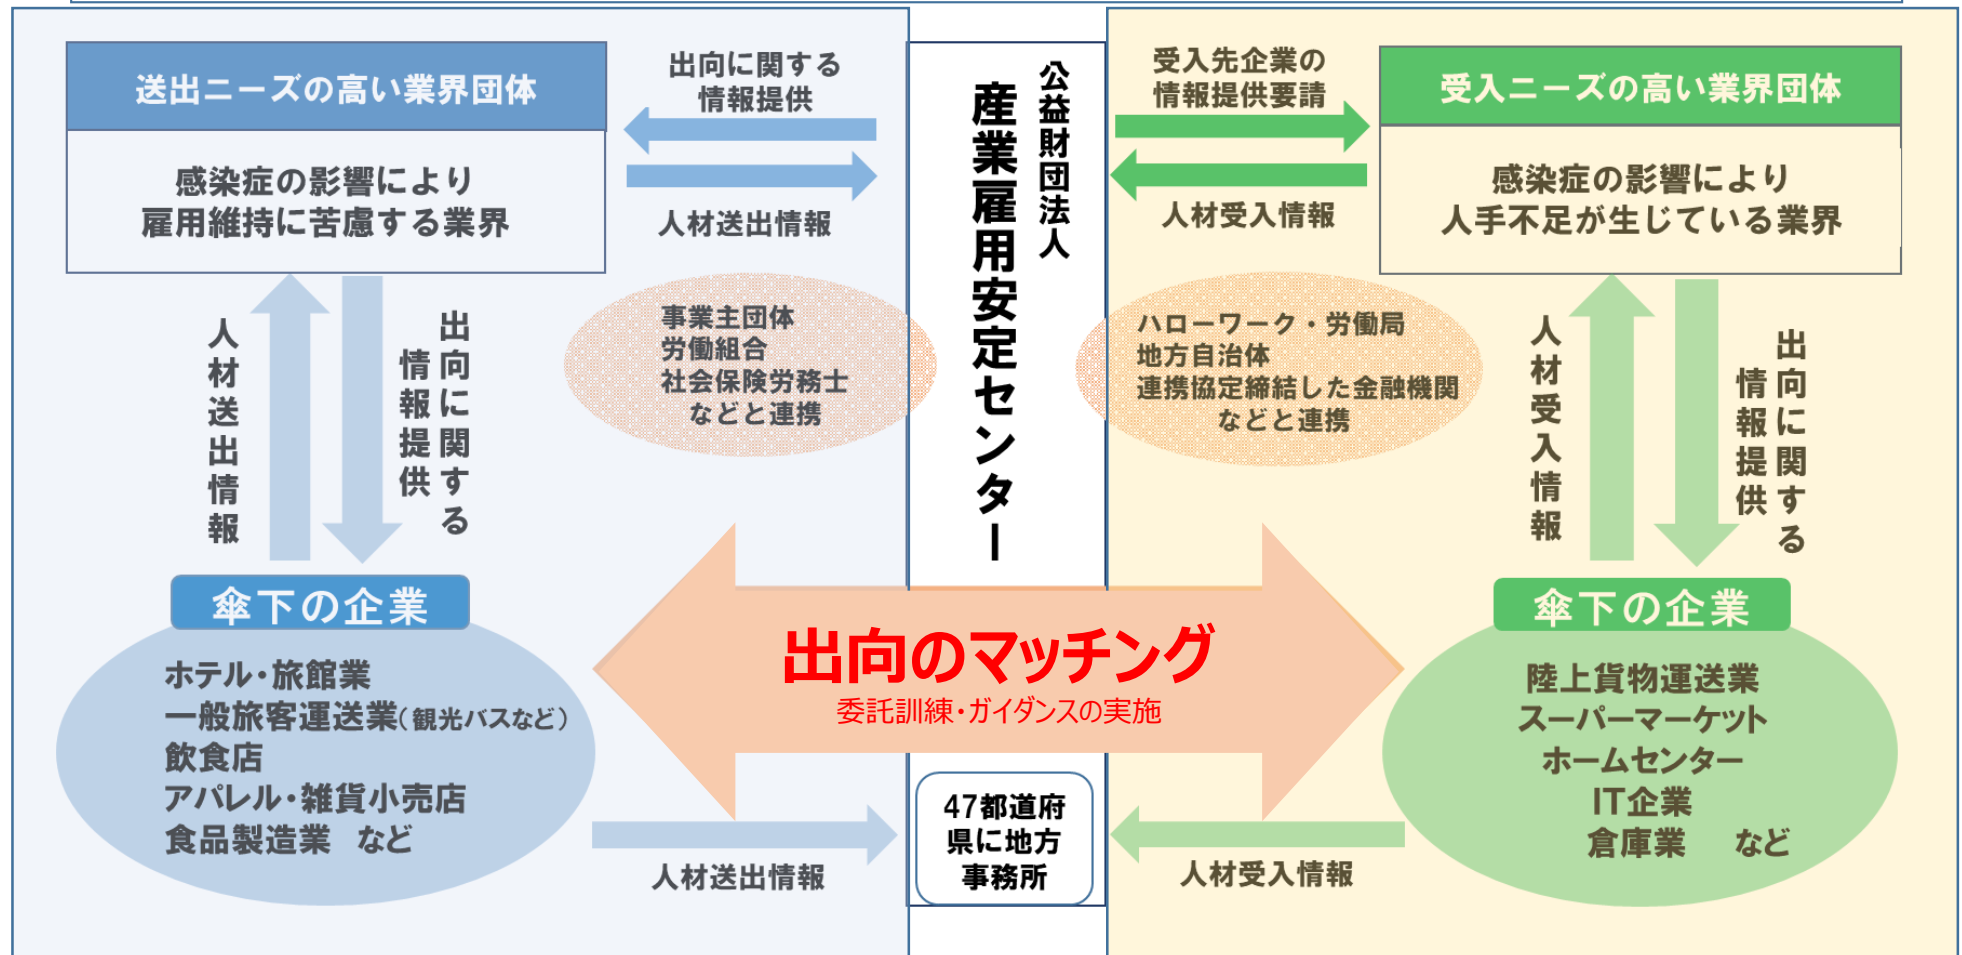 送出ニーズの高い業界団体
感染症の影響により
雇用維持に苦慮する業界
出向に関する
情報提供
人材送出情報
公益財団法人
産業雇用安定センター
受入先企業の
情報提供要請
人材受入情報
受入ニーズの高い業界団体
感染症の影響により
人手不足が生じている業界
人材送出情報
出向に関する
情報提供
事業主団体
労働組合
社会保険労務士
などと連携
ハローワーク・労働局
地方自治体
連携協定締結した金融機関
などと連携
人材受入情報
出向に関する
情報提供
傘下の企業
ホテル・旅館業
一般旅客運送業（観光バスなど）
飲食店
アパレル・雑貨小売店
食品製造業　など
出向のマッチング
委託訓練・ガイダンスの実施
傘下の企業
陸上貨物運送業
スーパーマーケット
ホームセンター
IT企業
倉庫業　など
人材送出情報
47都道府
県に地方
事務所
人材受入情報